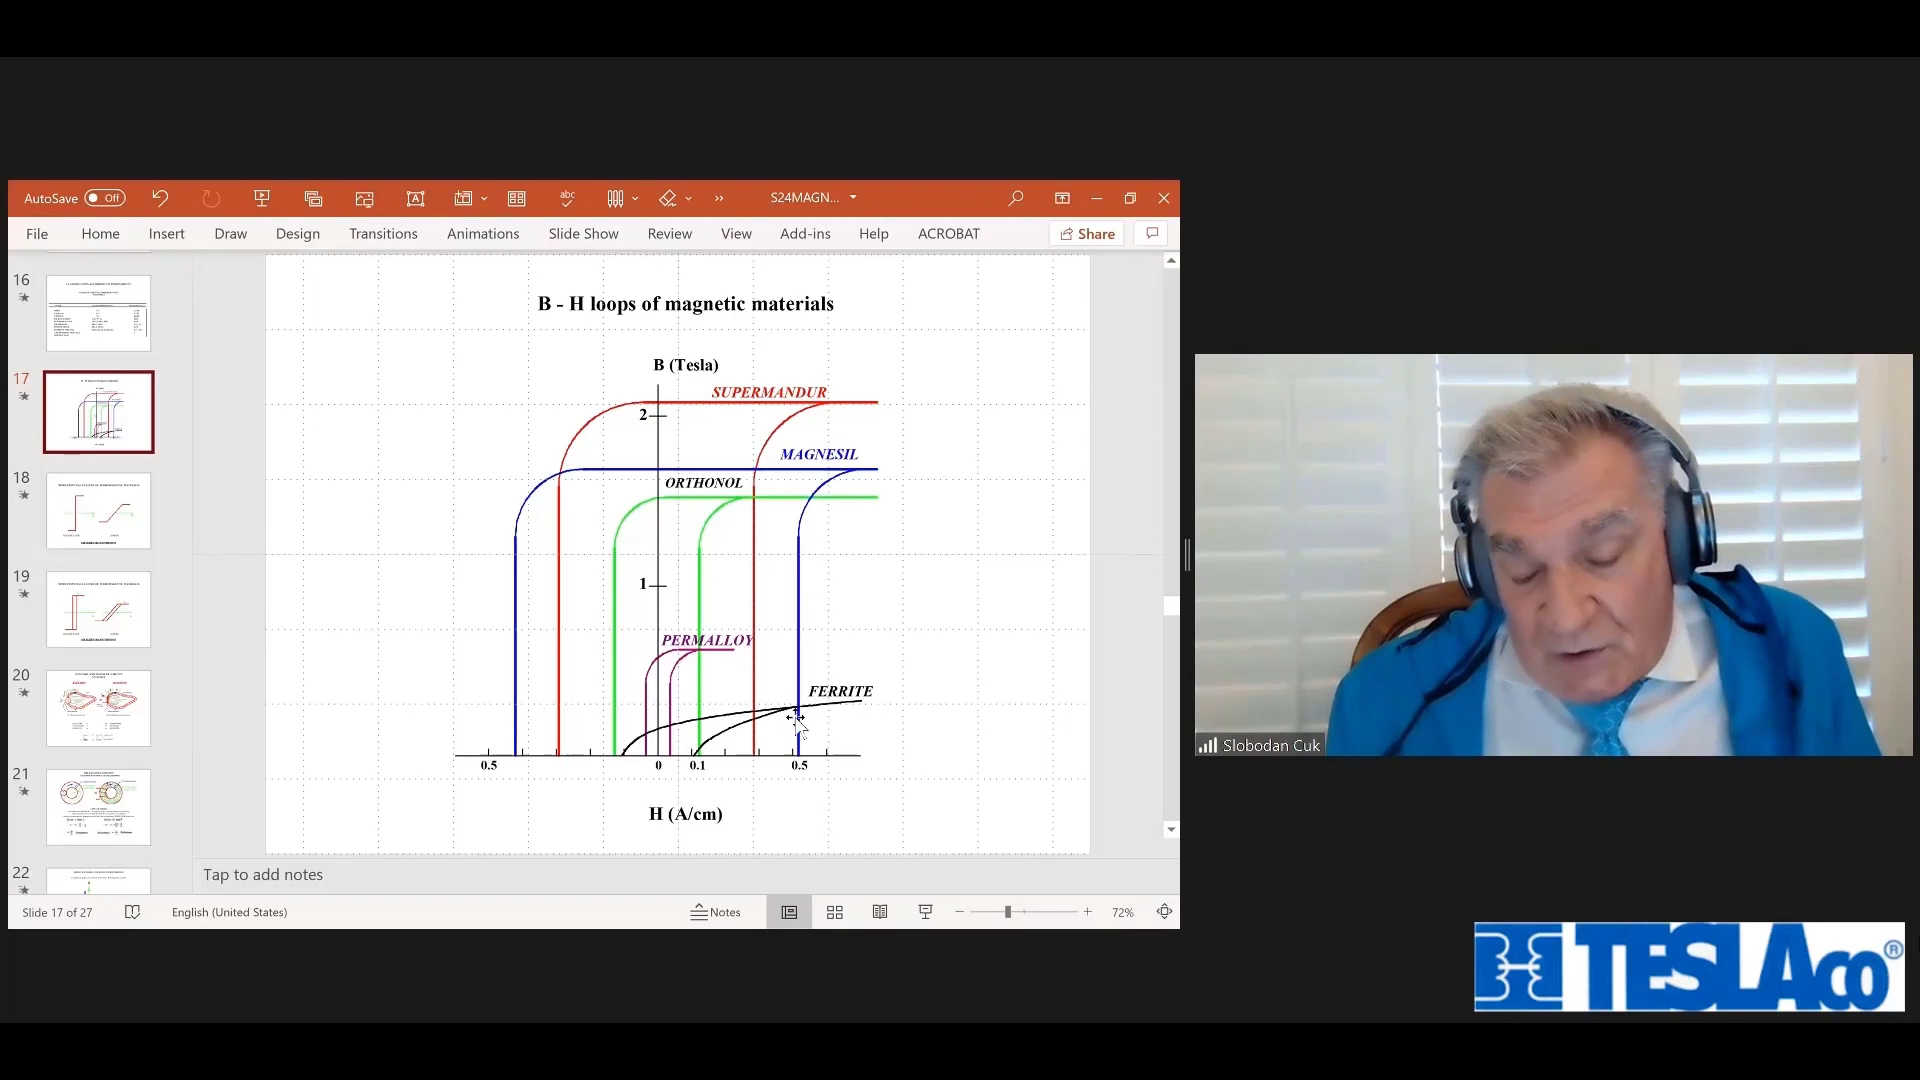 AutoSave Off
S24MAGN...
File Home Insert Draw Design Transitions Animations Slide Show Review View Add-ins Help ACROBAT Share
16
17
18
19
20
21
22
B - H loops of magnetic materials
B (Tesla)
SUPERMANDUR
2
MAGNESIL
ORTHONOL
1
PERMALLOY
FERRITE
0.5 0 0.1 0.5
H (A/cm)
Tap to add notes
Slide 17 of 27 English (United States) Notes 72%
Slobodan Cuk
TESLAco®